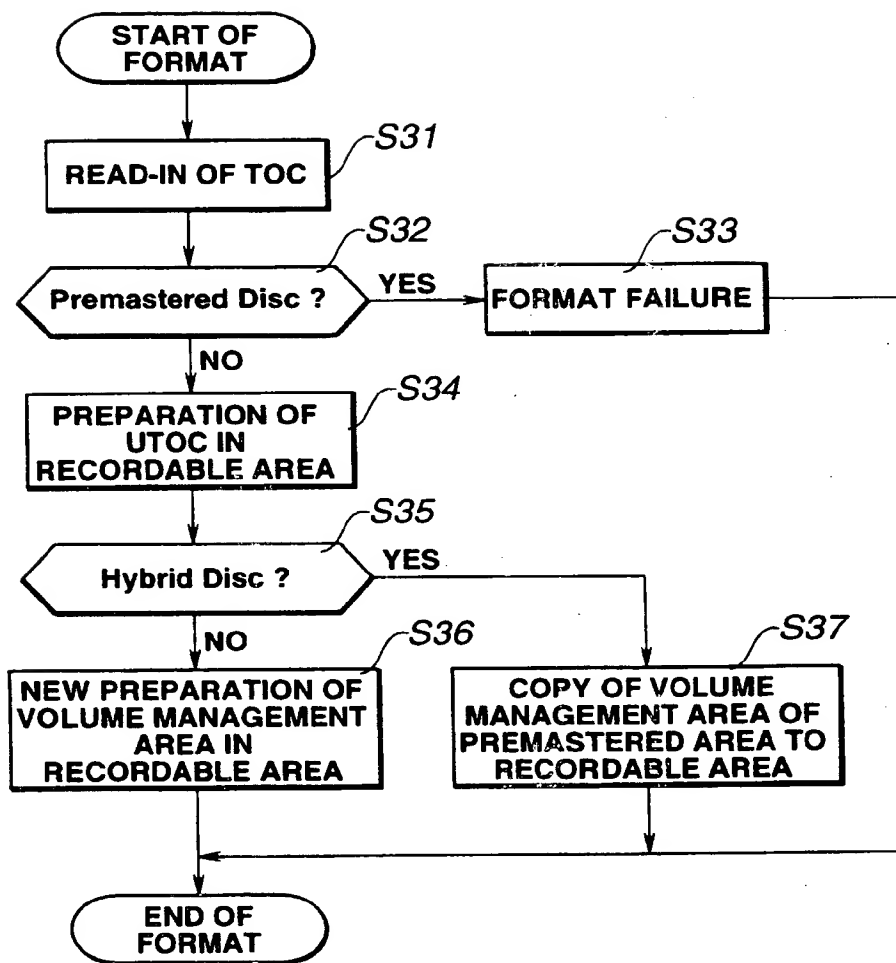 START OF
FORMAT
S31
READ-IN OF TOC
S32
Premastered Disc ?
YES
S33
FORMAT FAILURE
NO
S34
PREPARATION OF
UTOC IN
RECORDABLE AREA
S35
Hybrid Disc ?
YES
NO
S36
NEW PREPARATION OF
VOLUME MANAGEMENT
AREA IN
RECORDABLE AREA
S37
COPY OF VOLUME
MANAGEMENT AREA OF
PREMASTERED AREA TO
RECORDABLE AREA
END OF
FORMAT